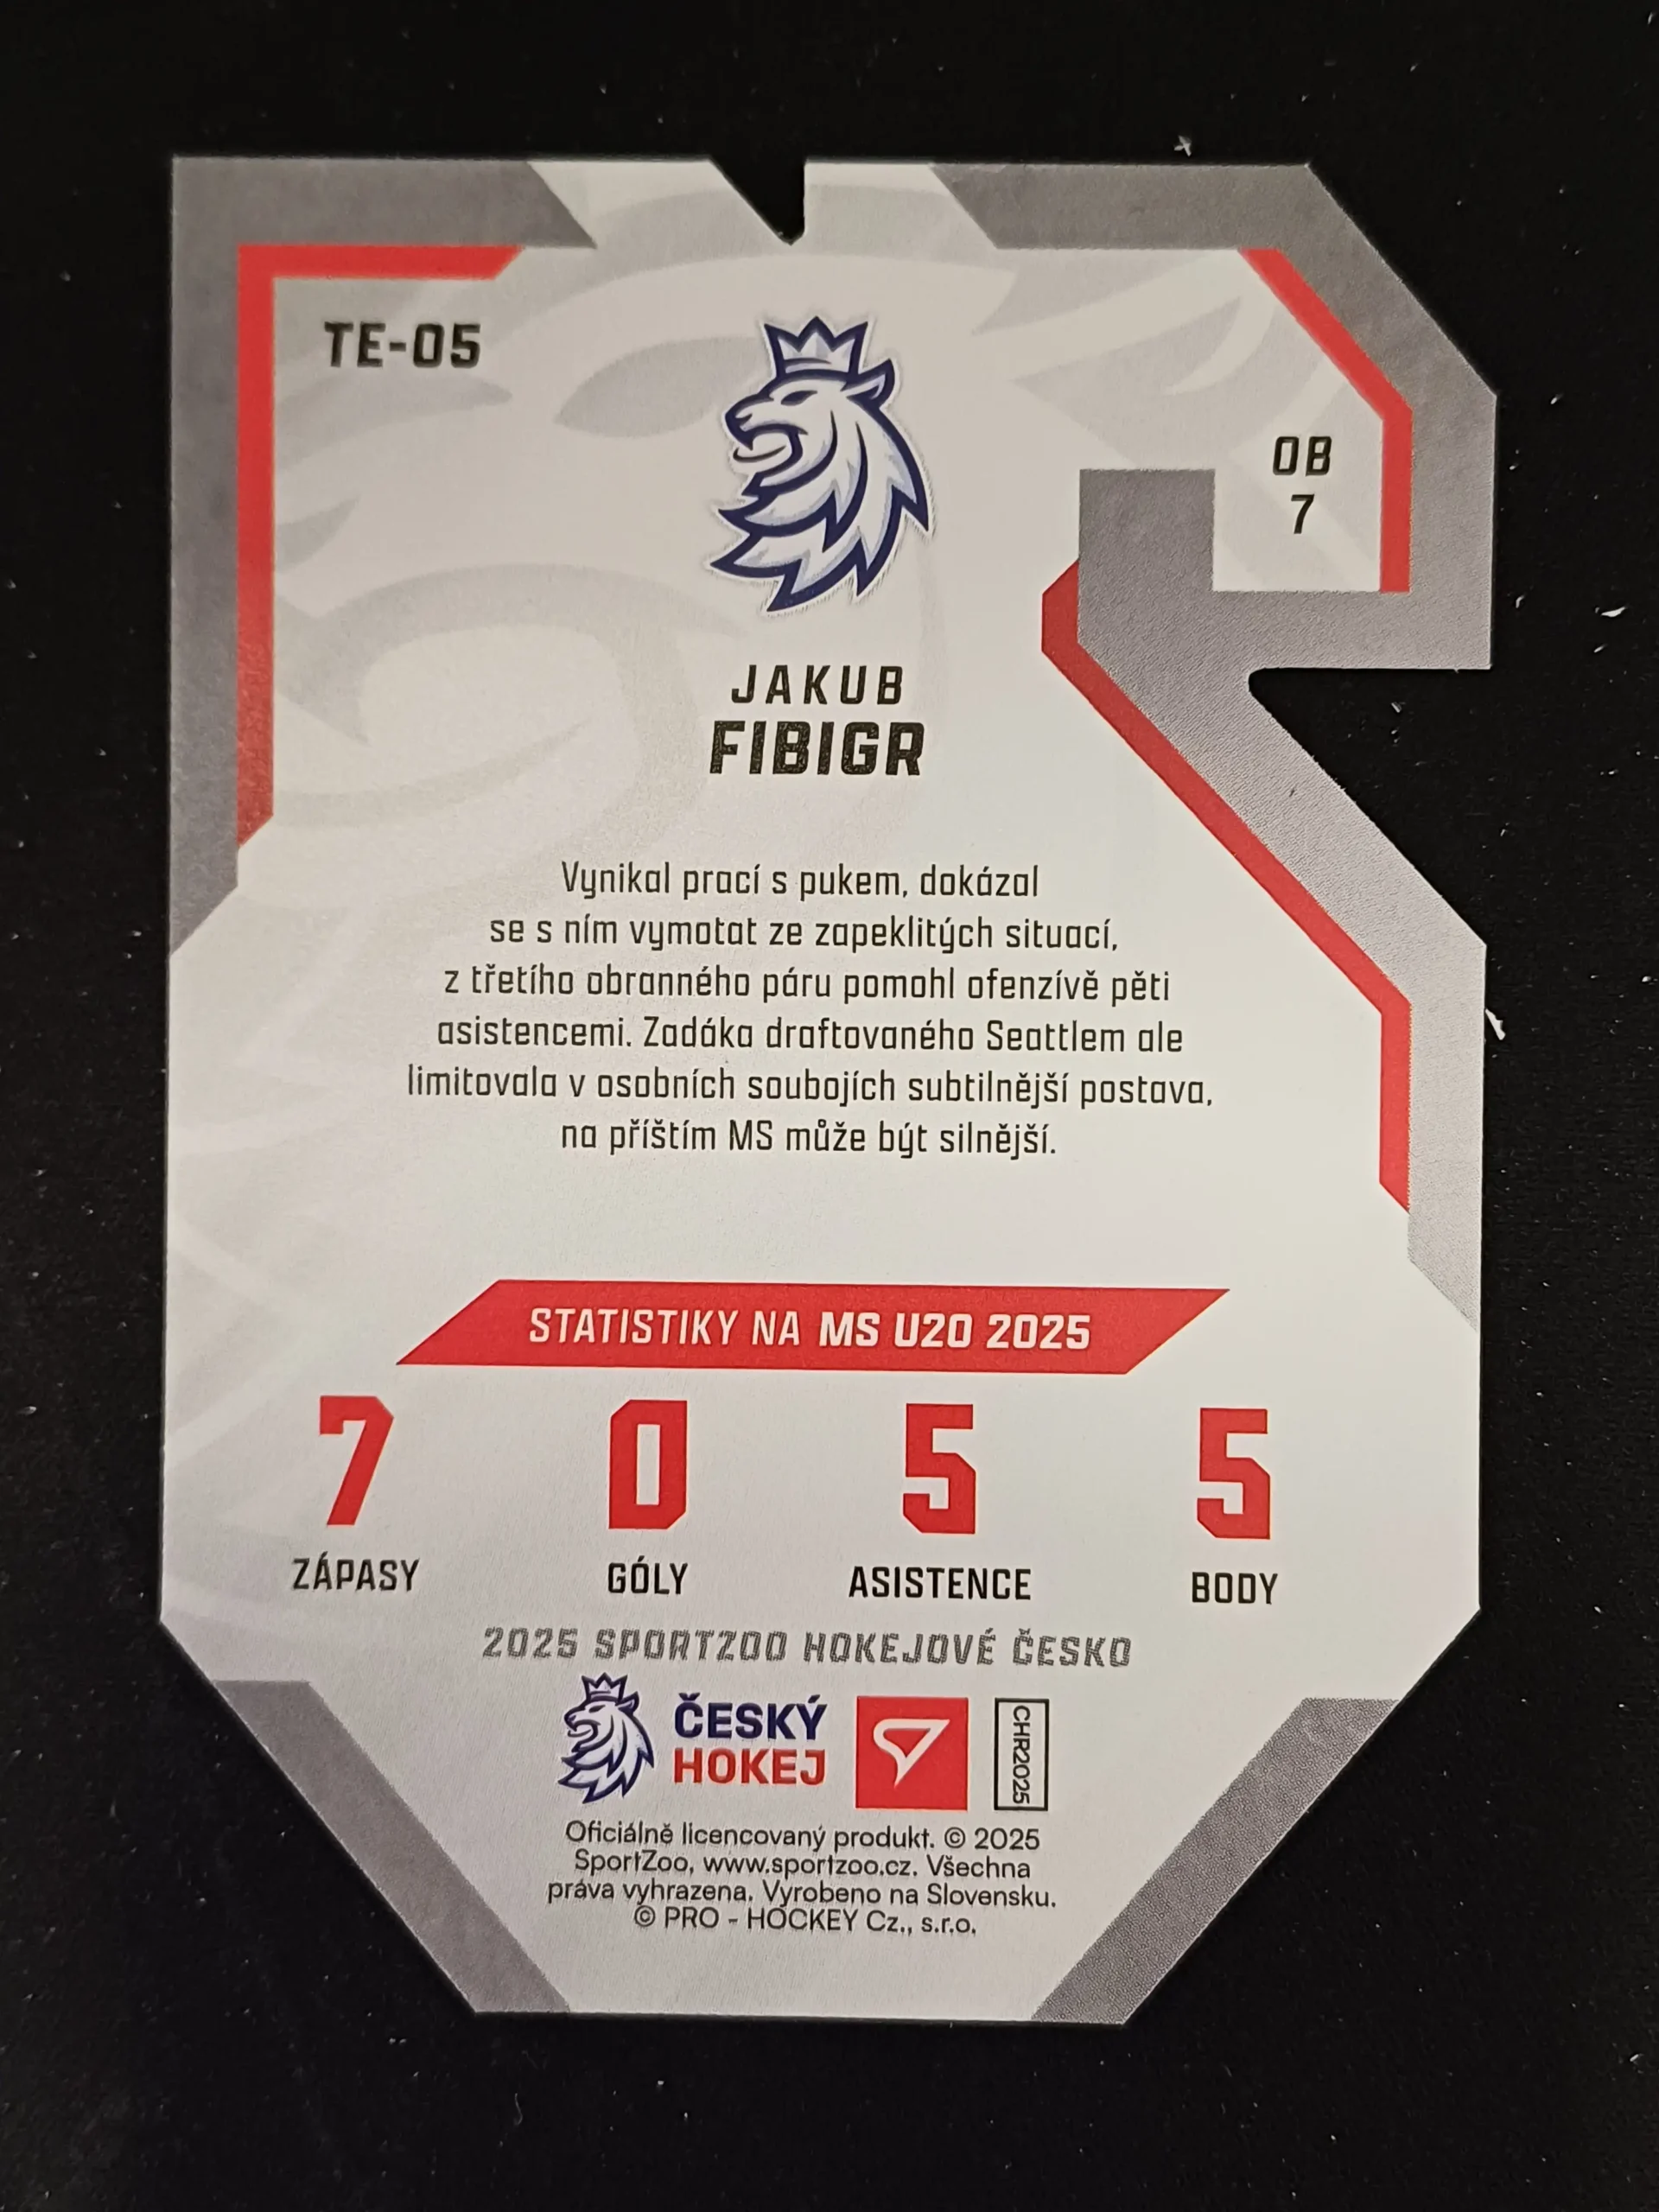 TE-05
OB
7
JAKUB
FIBIGR
Vynikal prací s pukem, dokázal
se s ním vymotat ze zapeklitých situací,
z třetího obranného páru pomohl ofenzívě pěti
asistencemi. Zadáka draftovaného Seattlem ale
limitovala v osobních soubojích subtilnější postava,
na příštím MS může být silnější.
STATISTIKY NA MS U20 2025
7 0 5 5
ZÁPASY GÓLY ASISTENCE BODY
2025 SPORTZOO HOKEJOVÉ ČESKO
ČESKÝ
HOKEJ
CHR2025
Oficiálně licencovaný produkt. © 2025
SportZoo, www.sportzoo.cz. Všechna
práva vyhrazena. Vyrobeno na Slovensku.
© PRO - HOCKEY Cz., s.r.o.